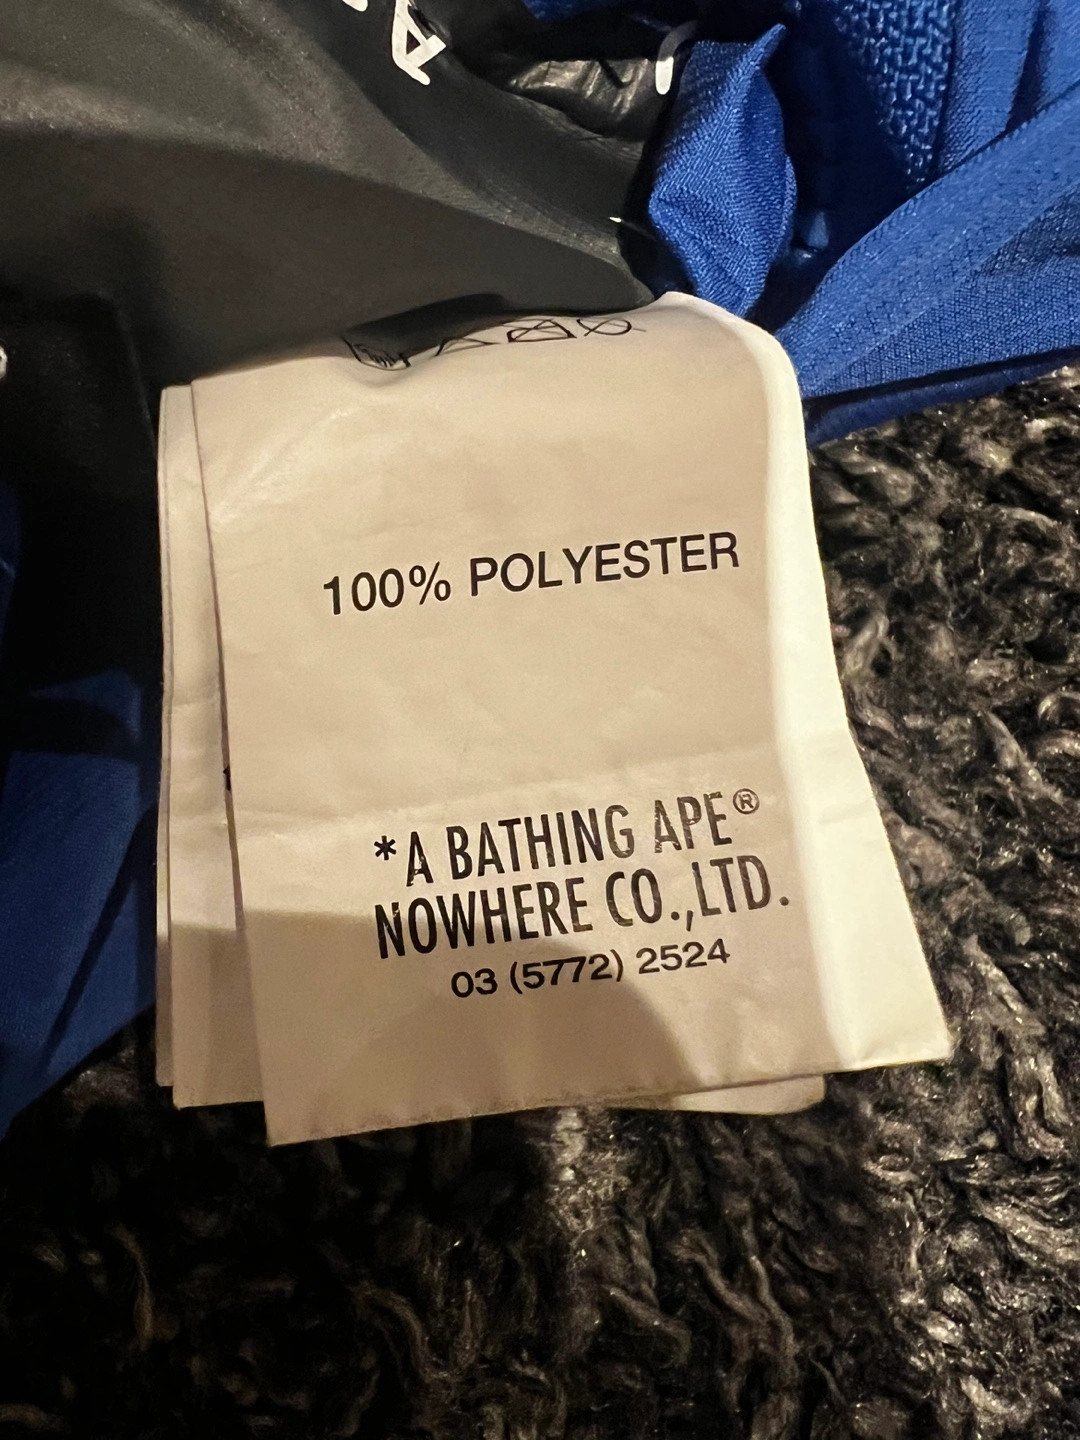 100% POLYESTER
*A BATHING APE®
NOWHERE CO.,LTD.
03 (5772) 2524